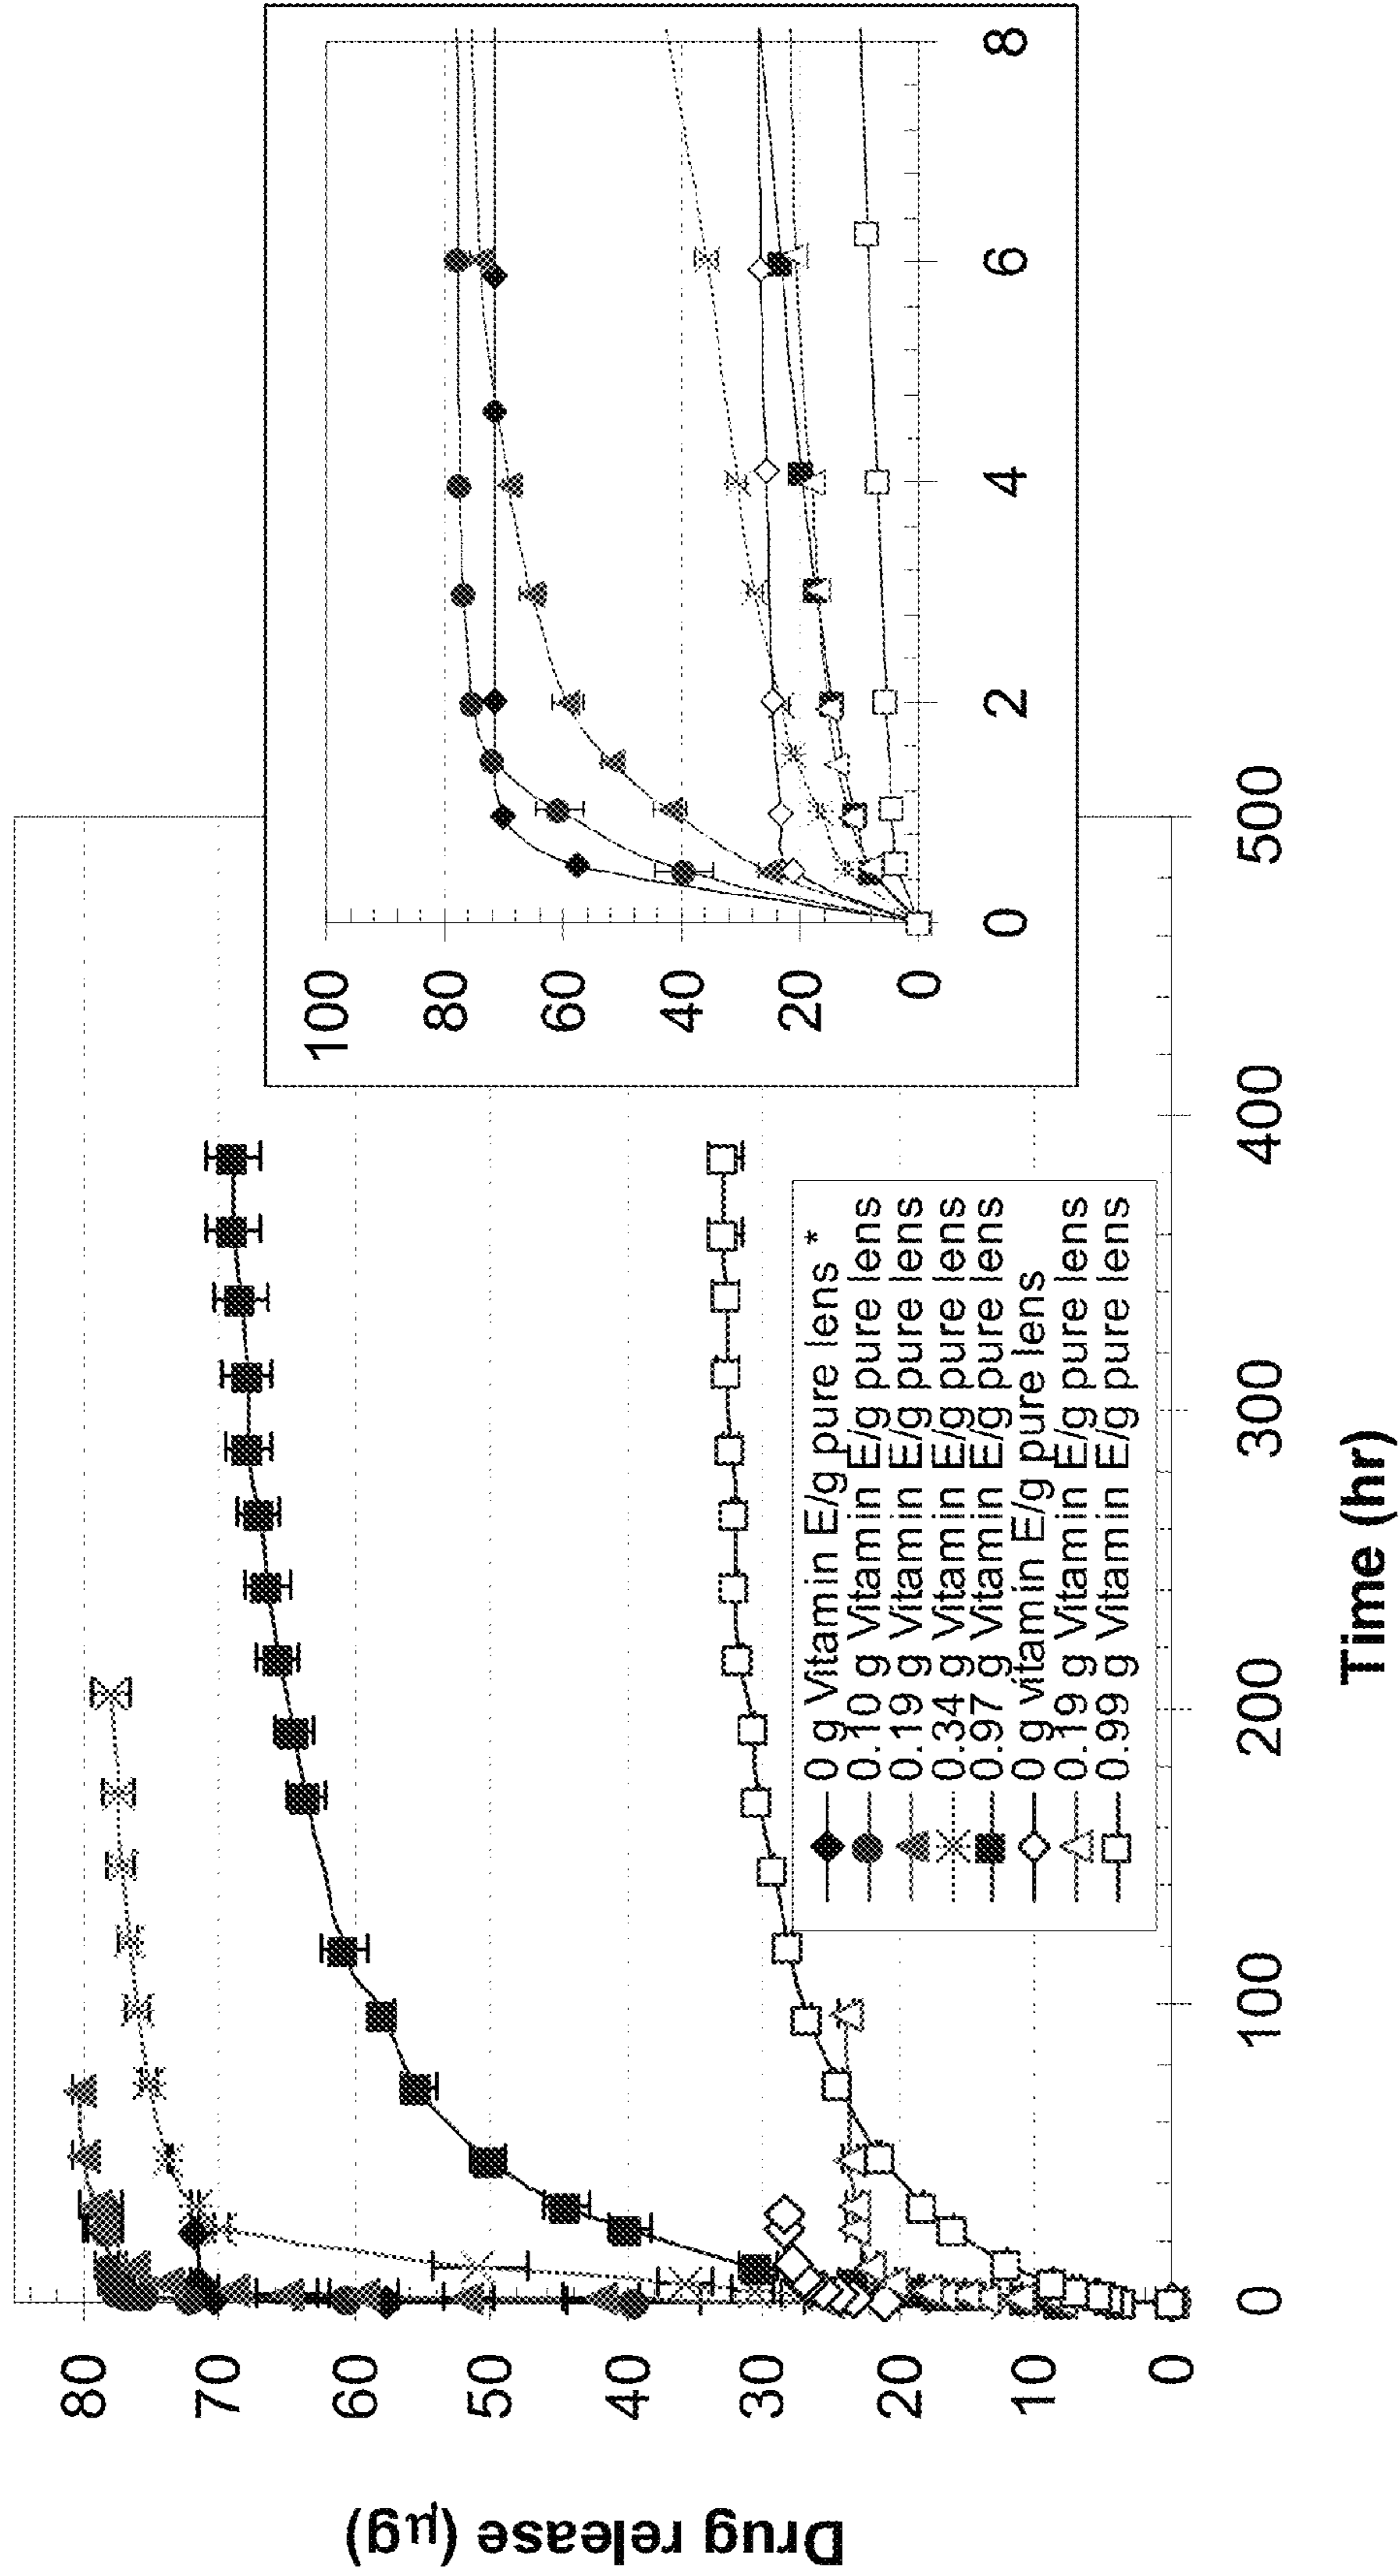 Drug release (µg)
80
70
60
50
40
30
20
10
0
0
100
200
300
400
500
Time (hr)
0 g Vitamin E/g pure lens *
0.10 g Vitamin E/g pure lens
0.19 g Vitamin E/g pure lens
0.34 g Vitamin E/g pure lens
0.97 g Vitamin E/g pure lens
0 g vitamin E/g pure lens
0.19 g Vitamin E/g pure lens
0.99 g Vitamin E/g pure lens
100
80
60
40
20
0
0
2
4
6
8